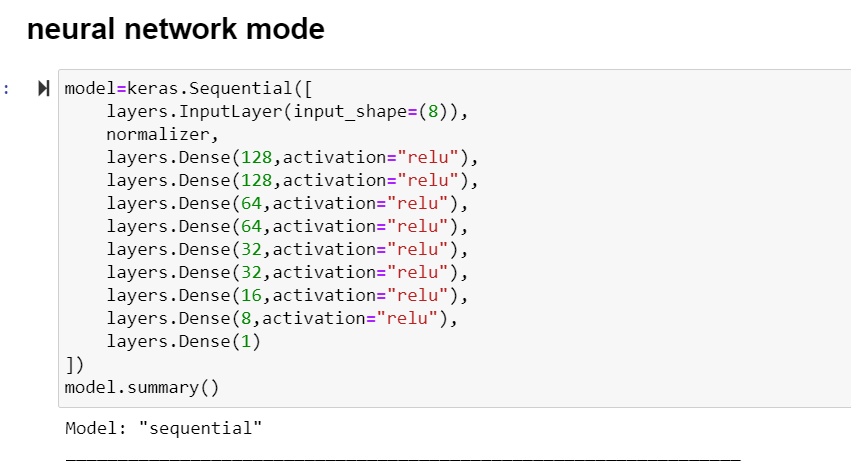 neural network mode
:
model=keras.Sequential([
    layers.InputLayer(input_shape=(8)),
    normalizer,
    layers.Dense(128,activation="relu"),
    layers.Dense(128,activation="relu"),
    layers.Dense(64,activation="relu"),
    layers.Dense(64,activation="relu"),
    layers.Dense(32,activation="relu"),
    layers.Dense(32,activation="relu"),
    layers.Dense(16,activation="relu"),
    layers.Dense(8,activation="relu"),
    layers.Dense(1)
])
model.summary()
Model: "sequential"
_________________________________________________________________